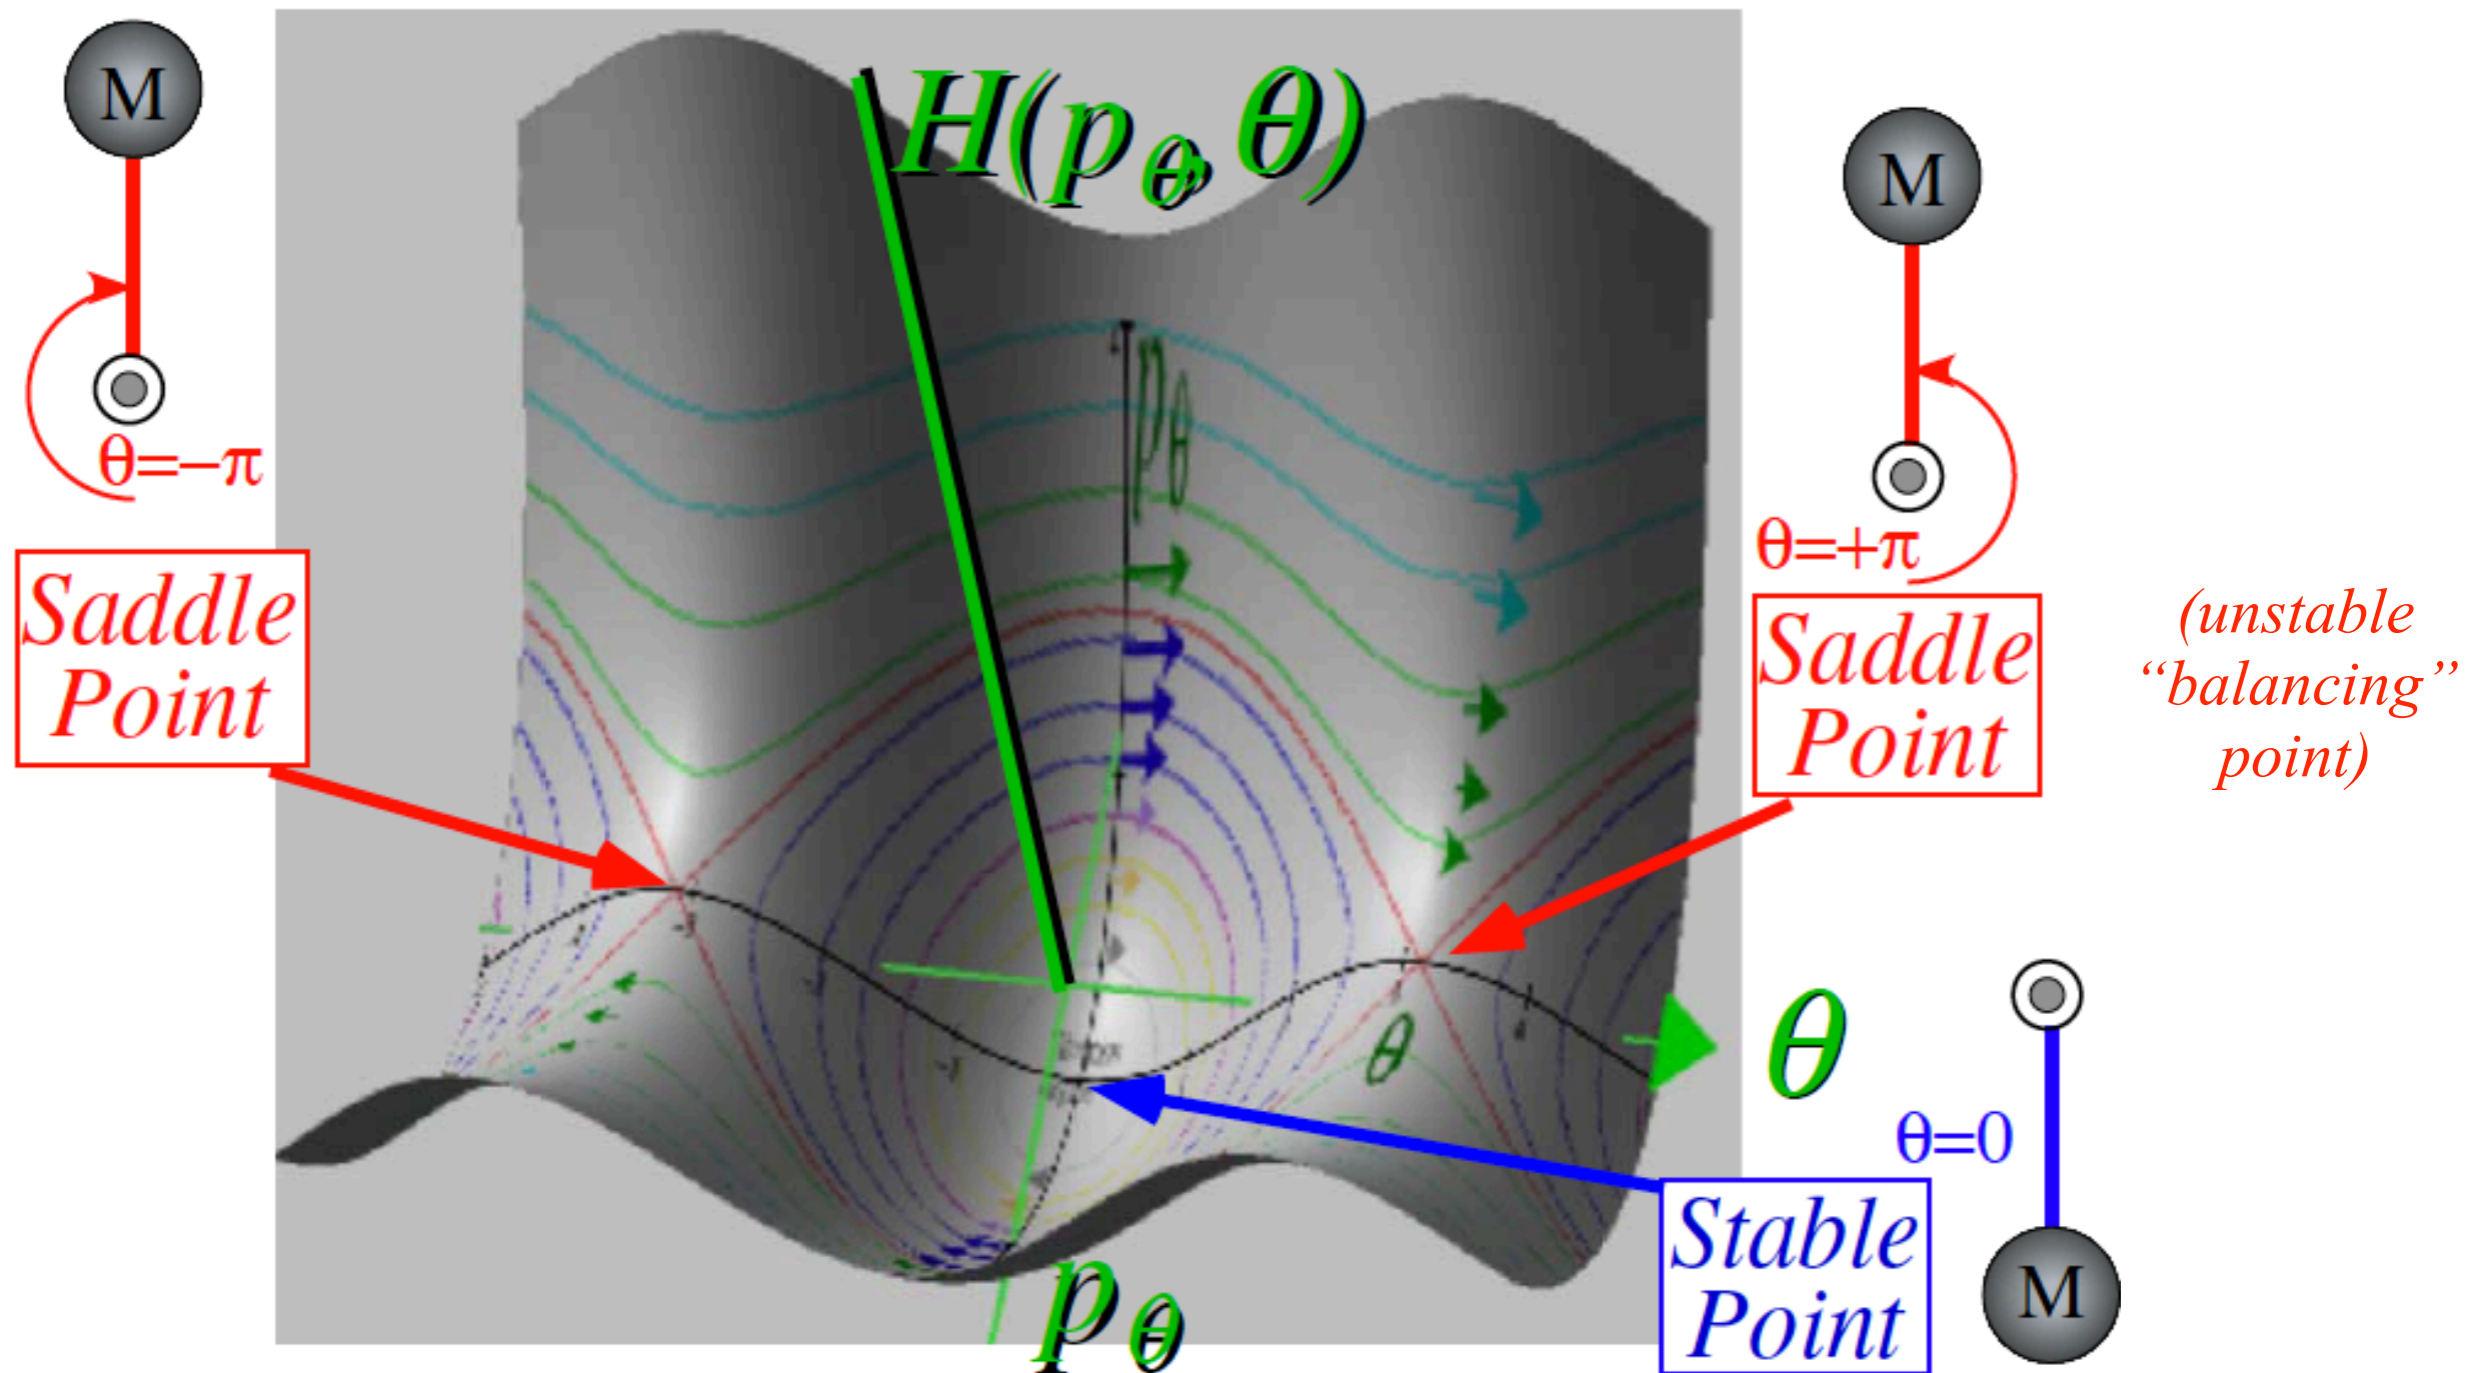 M
H(pθ, θ)
M
θ=−π
pθ
θ=+π
Saddle
Point
Saddle
Point
(unstable
“balancing”
point)
θ
θ
θ=0
Stable
Point
M
pθ